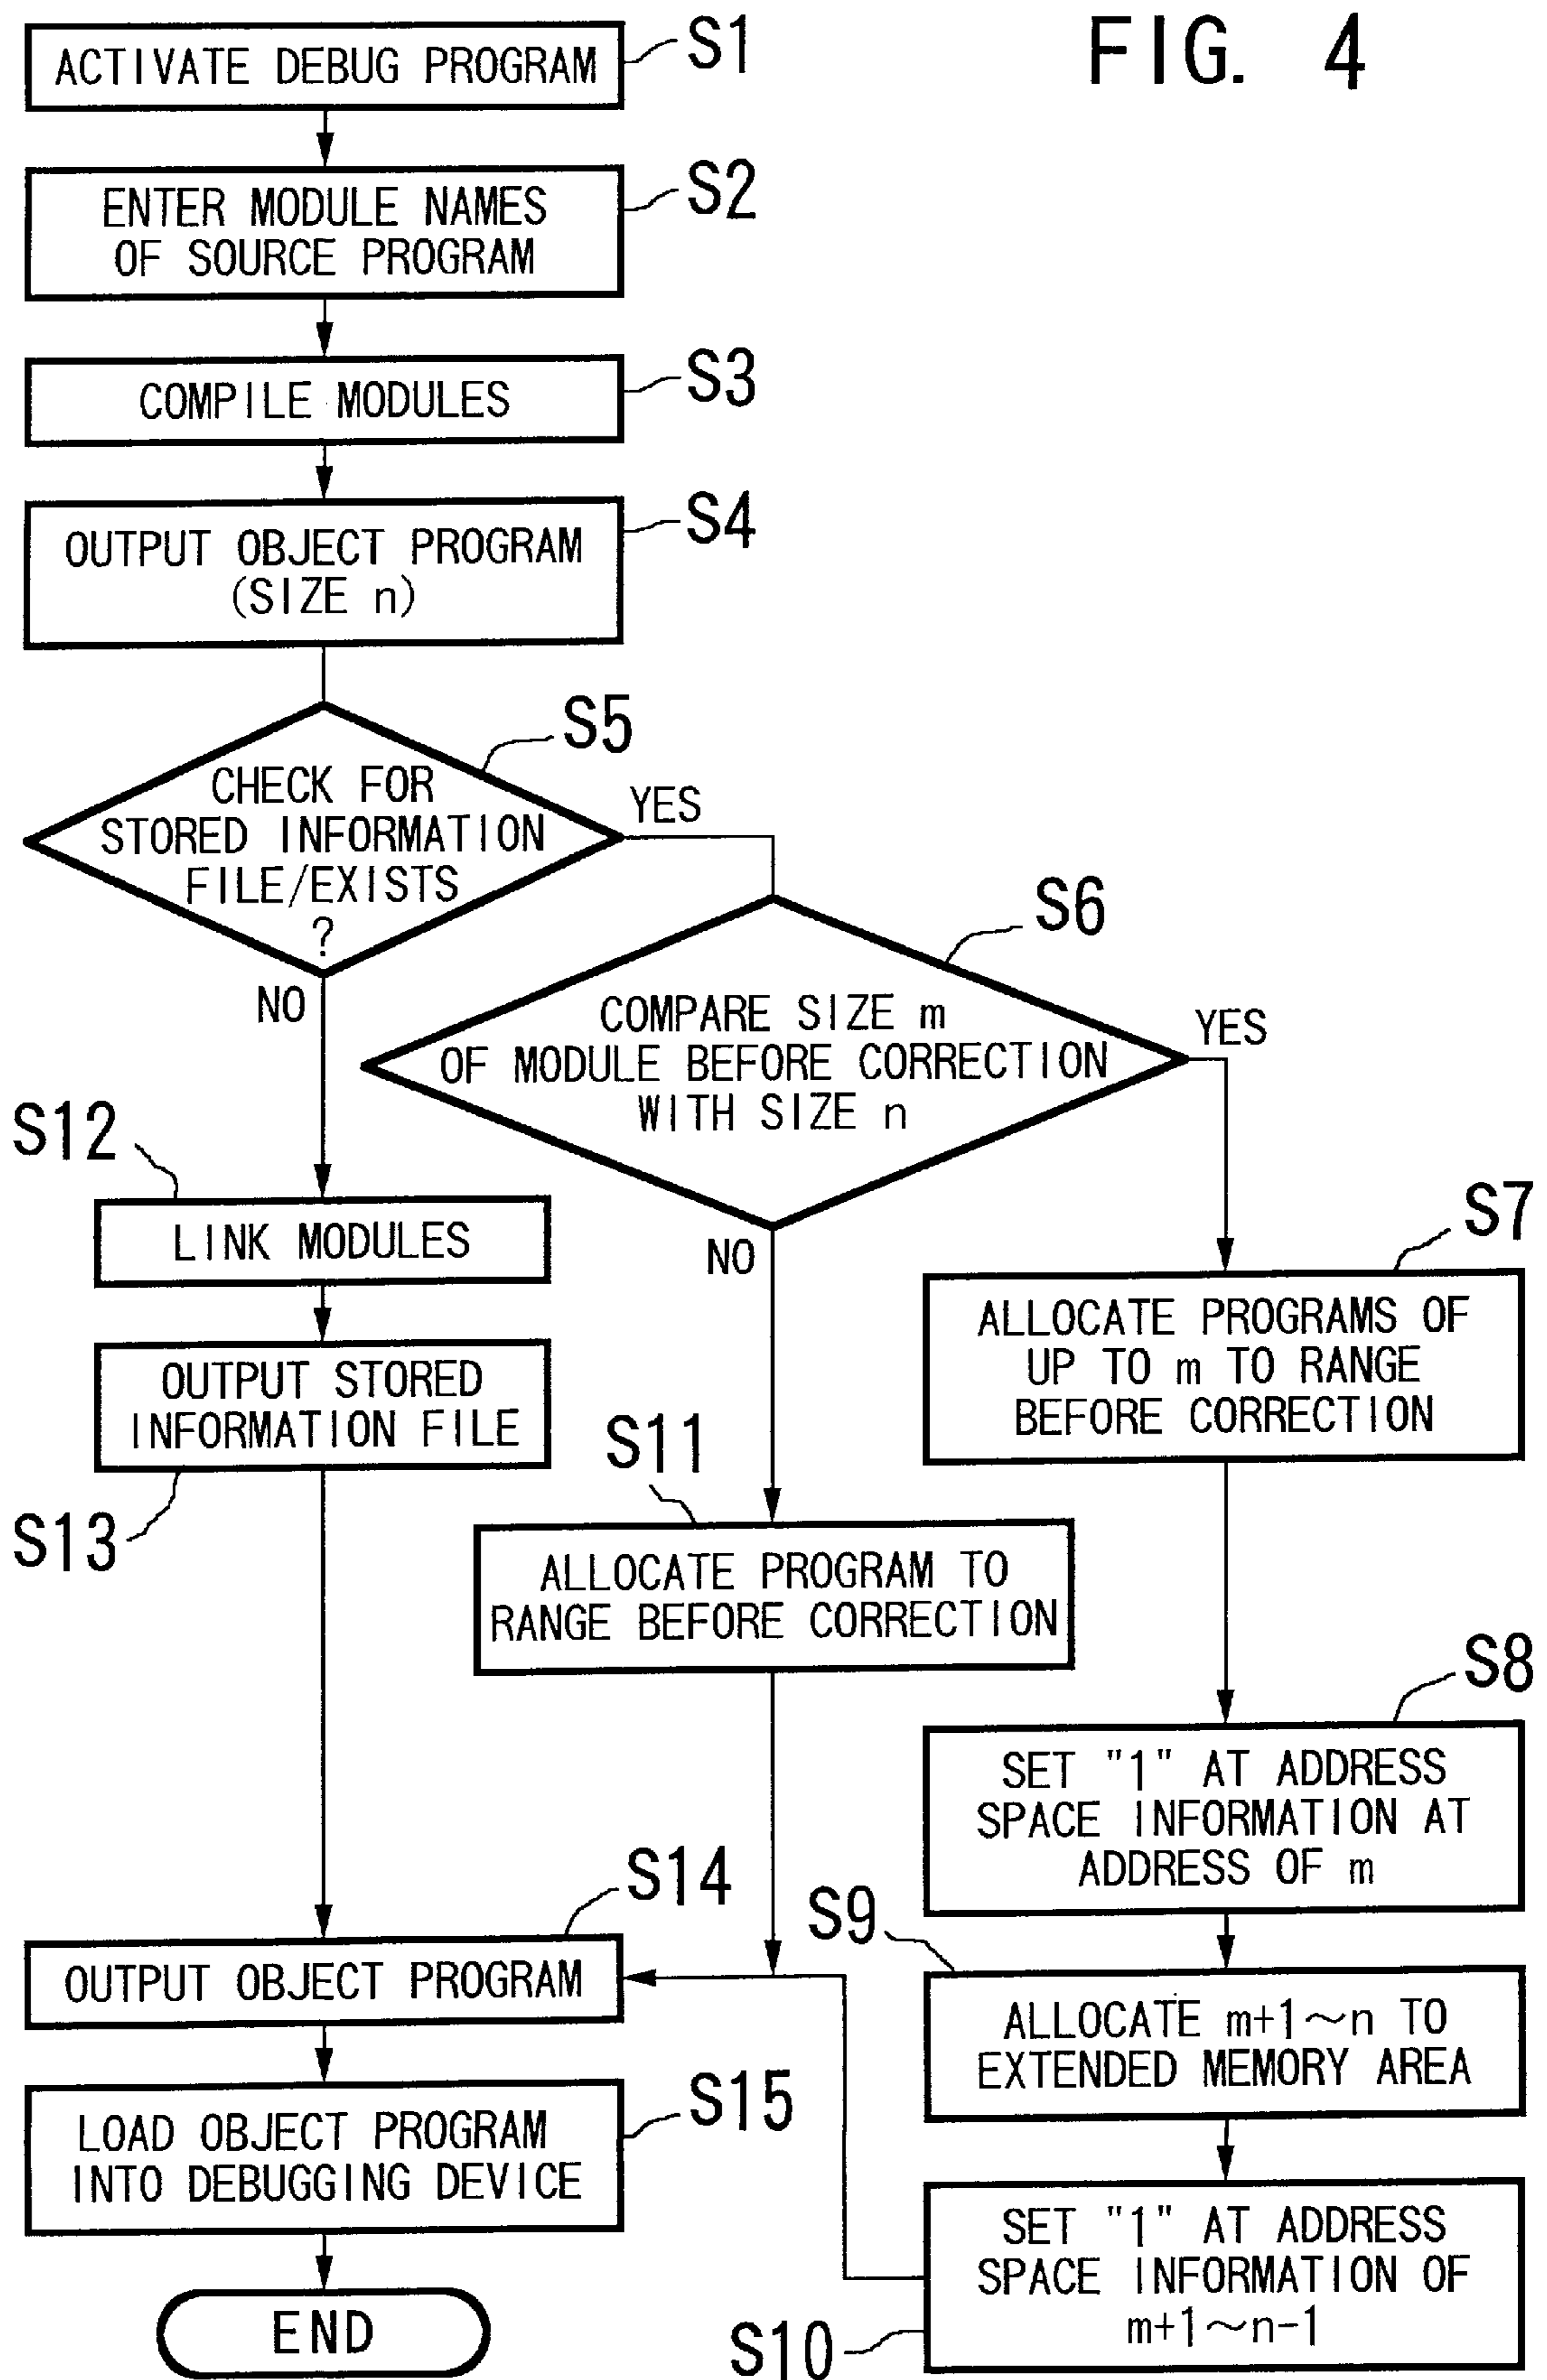 FIG. 4
S1
ACTIVATE DEBUG PROGRAM
S2
ENTER MODULE NAMES
OF SOURCE PROGRAM
S3
COMPILE MODULES
S4
OUTPUT OBJECT PROGRAM
(SIZE n)
S5
CHECK FOR
STORED INFORMATION
FILE/EXISTS
?
YES
NO
S6
COMPARE SIZE m
OF MODULE BEFORE CORRECTION
WITH SIZE n
YES
NO
S12
LINK MODULES
OUTPUT STORED
INFORMATION FILE
S13
S11
ALLOCATE PROGRAM TO
RANGE BEFORE CORRECTION
S7
ALLOCATE PROGRAMS OF
UP TO m TO RANGE
BEFORE CORRECTION
S8
SET "1" AT ADDRESS
SPACE INFORMATION AT
ADDRESS OF m
S9
ALLOCATE m+1~n TO
EXTENDED MEMORY AREA
SET "1" AT ADDRESS
SPACE INFORMATION OF
m+1~n-1
S10
S14
OUTPUT OBJECT PROGRAM
S15
LOAD OBJECT PROGRAM
INTO DEBUGGING DEVICE
END